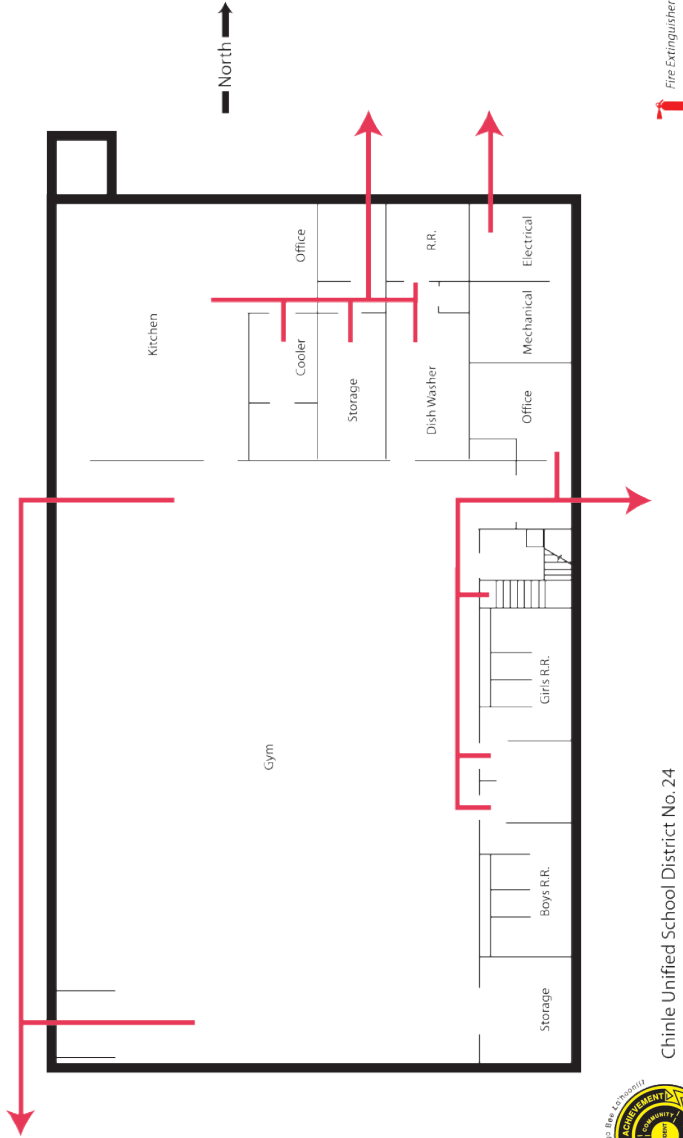 North
Fire Extinguisher
Kitchen
Office
Cooler
Storage
R.R.
Dish Washer
Electrical
Mechanical
Office
Gym
Girls R.R.
Boys R.R.
Storage
Chinle Unified School District No. 24
ACHIEVEMENT
COMMUNITY